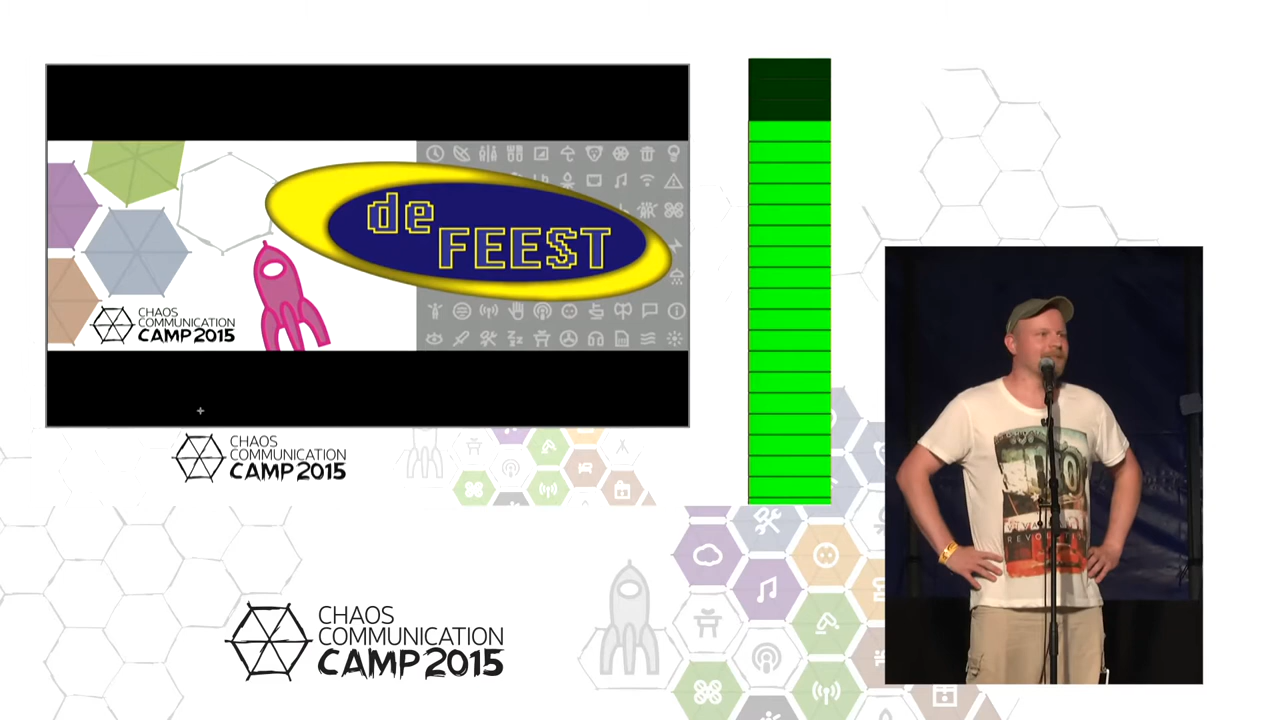 de
FEEST
CHAOS
COMMUNICATION
CAMP 2015
CHAOS
COMMUNICATION
CAMP 2015
CHAOS
COMMUNICATION
CAMP 2015